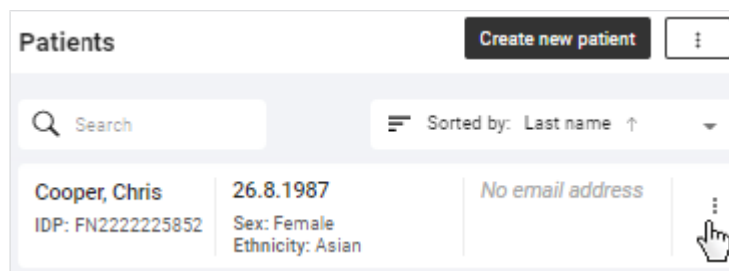 Patients
Create new patient
Search
Sorted by: Last name ↑
Cooper, Chris
IDP: FN2222225852
26.8.1987
Sex: Female
Ethnicity: Asian
No email address